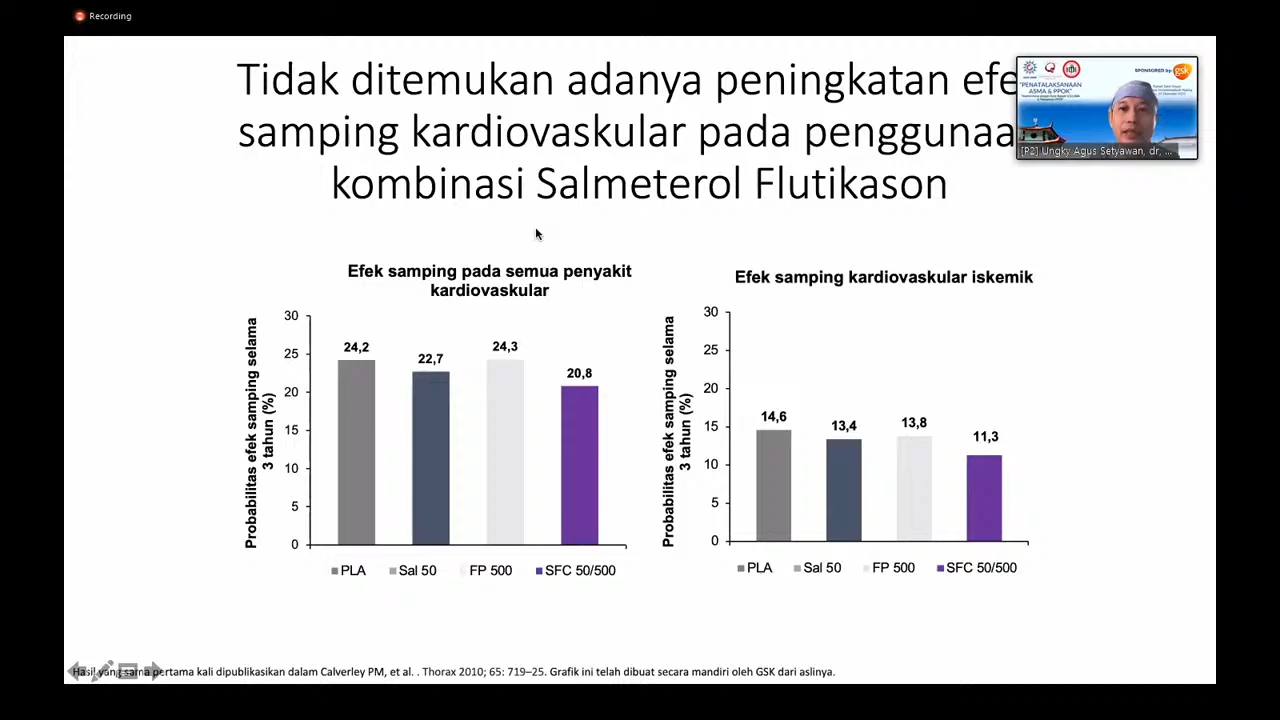 Recording
Tidak ditemukan adanya peningkatan efe
samping kardiovaskular pada penggunaa
kombinasi Salmeterol Flutikason
SPONSORED by gsk
"PENATALAKSANAAN
ASMA & PPOK"
[P2] Ungky Agus Setyawan, dr, ...
Efek samping pada semua penyakit
kardiovaskular
Probabilitas efek samping selama
3 tahun (%)
30
25
20
15
10
5
0
24,2
22,7
24,3
20,8
PLA Sal 50 FP 500 SFC 50/500
Efek samping kardiovaskular iskemik
Probabilitas efek samping selama
3 tahun (%)
30
25
20
15
10
5
0
14,6
13,4
13,8
11,3
PLA Sal 50 FP 500 SFC 50/500
Hasil yang sama pertama kali dipublikasikan dalam Calverley PM, et al. . Thorax 2010; 65: 719–25. Grafik ini telah dibuat secara mandiri oleh GSK dari aslinya.